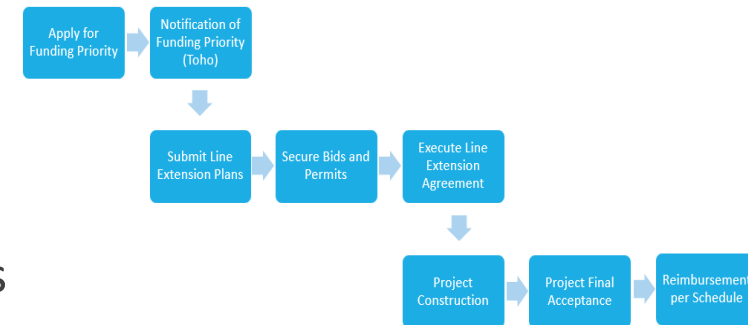 Apply for
Funding Priority
Notification of
Funding Priority
(Toho)
Submit Line
Extension Plans
Secure Bids and
Permits
Execute Line
Extension
Agreement
s
Project
Construction
Project Final
Acceptance
Reimbursement
per Schedule